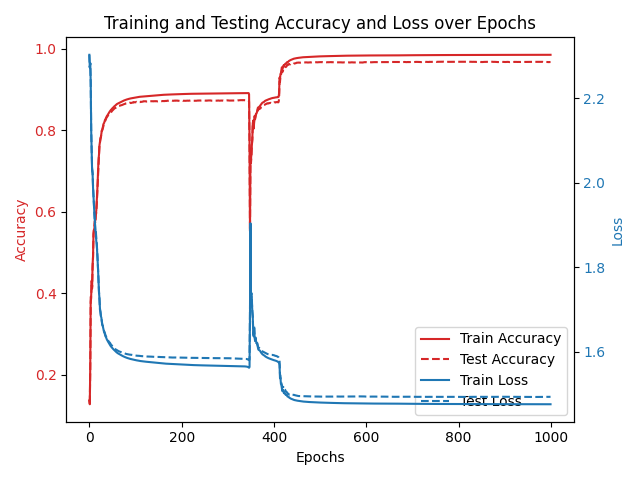 Training and Testing Accuracy and Loss over Epochs
1.0
0.8
0.6
0.4
0.2
Accuracy
2.2
2.0
1.8
1.6
Loss
Train Accuracy
Test Accuracy
Train Loss
Test Loss
0
200
400
600
800
1000
Epochs